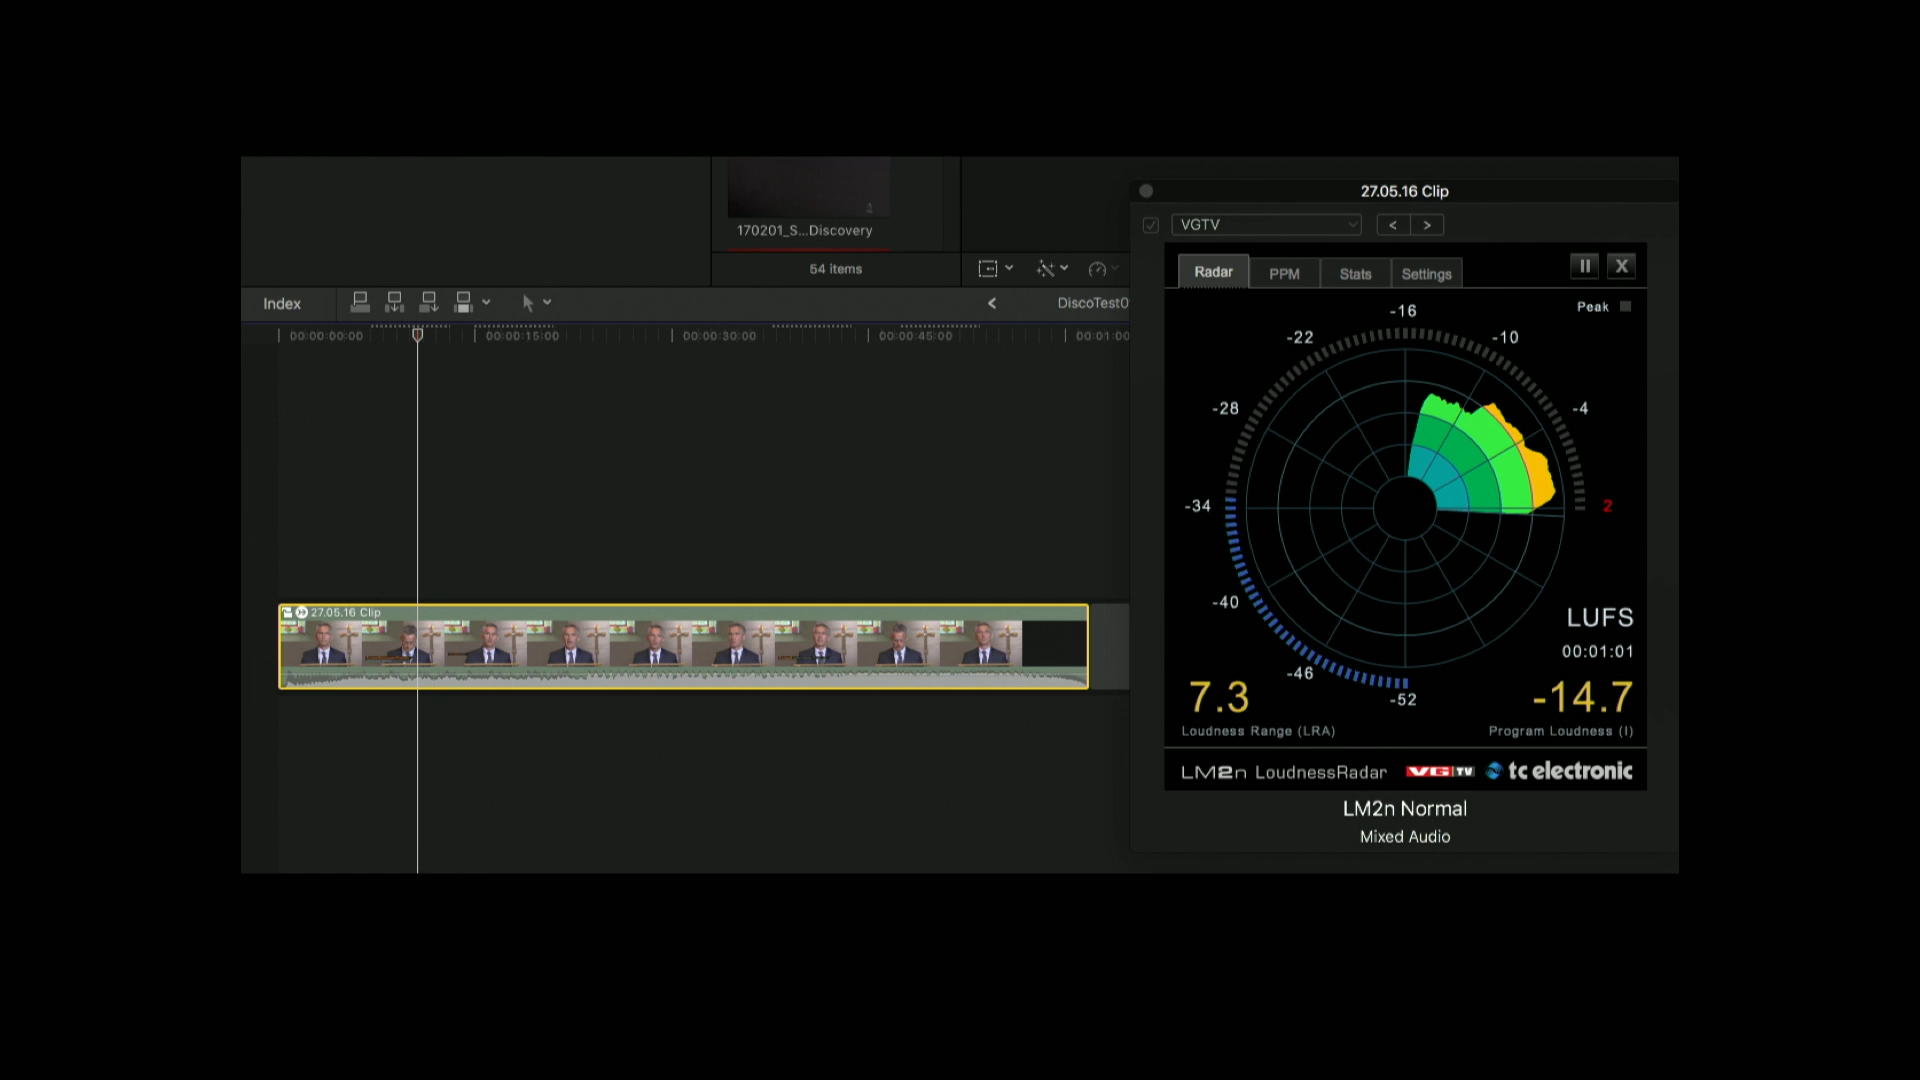 170201_S...Discovery
54 items
Index
DiscoTest0
00:00:00:00
00:00:15:00
00:00:30:00
00:00:45:00
00:01:00
27.05.16 Clip
27.05.16 Clip
VGTV
< >
Radar
PPM
Stats
Settings
X
Peak
-16
-22
-10
-28
-4
-34
2
-40
-46
-52
LUFS
00:01:01
7.3
-14.7
Loudness Range (LRA)
Program Loudness (I)
LM2n LoudnessRadar
VG TV
tc electronic
LM2n Normal
Mixed Audio